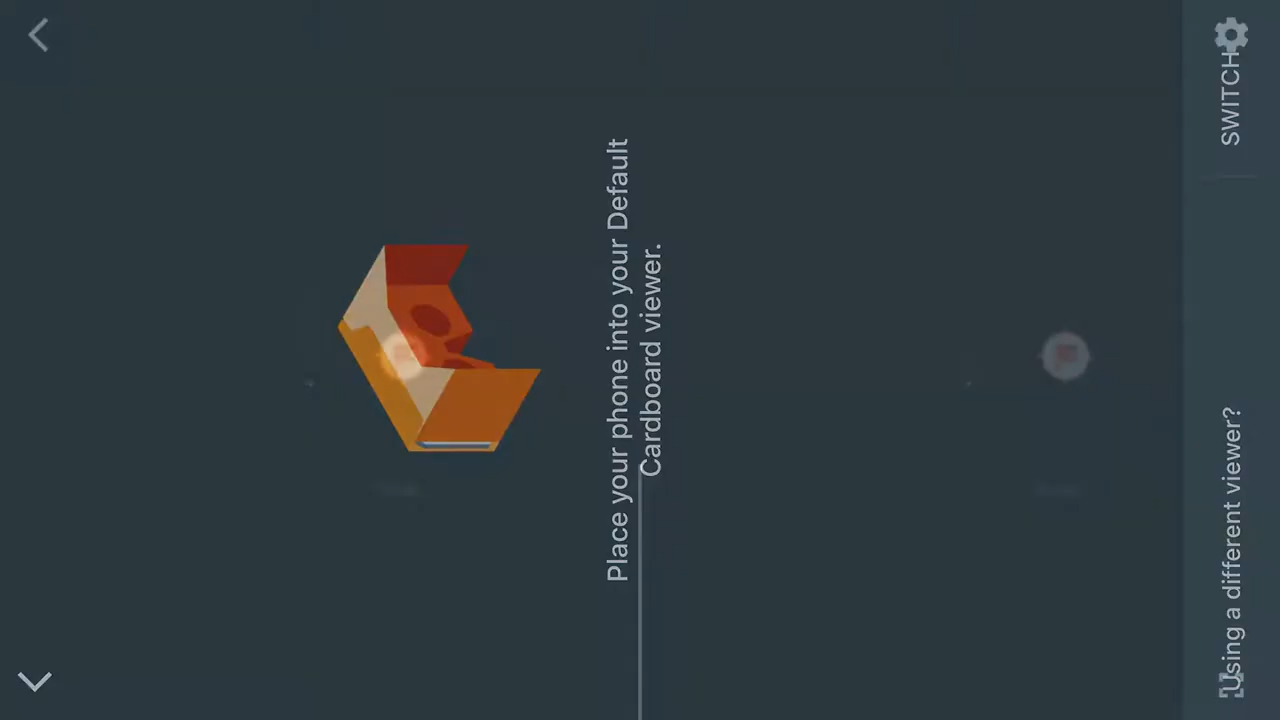 Place your phone into your Default
Cardboard viewer.
Using a different viewer?
SWITCH